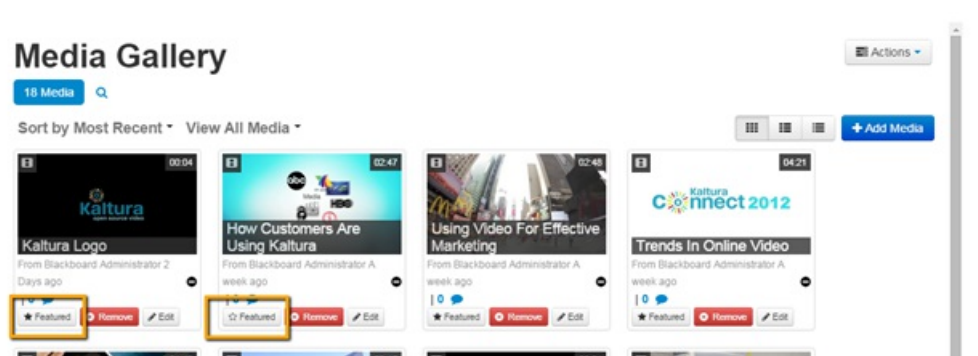 Media Gallery
Actions
18 Media
Sort by Most Recent View All Media
+ Add Media
00:04
Kaltura
open source video
Kaltura Logo
From Blackboard Administrator 2
Days ago
| 0
Featured Remove Edit
02:47
abc
Media
HBO
How Customers Are
Using Kaltura
From Blackboard Administrator A
week ago
| 0
Featured Remove Edit
02:48
Using Video For Effective
Marketing
From Blackboard Administrator A
week ago
| 0
Featured Remove Edit
04:21
Kaltura
Connect 2012
Trends In Online Video
From Blackboard Administrator A
week ago
| 0
Featured Remove Edit